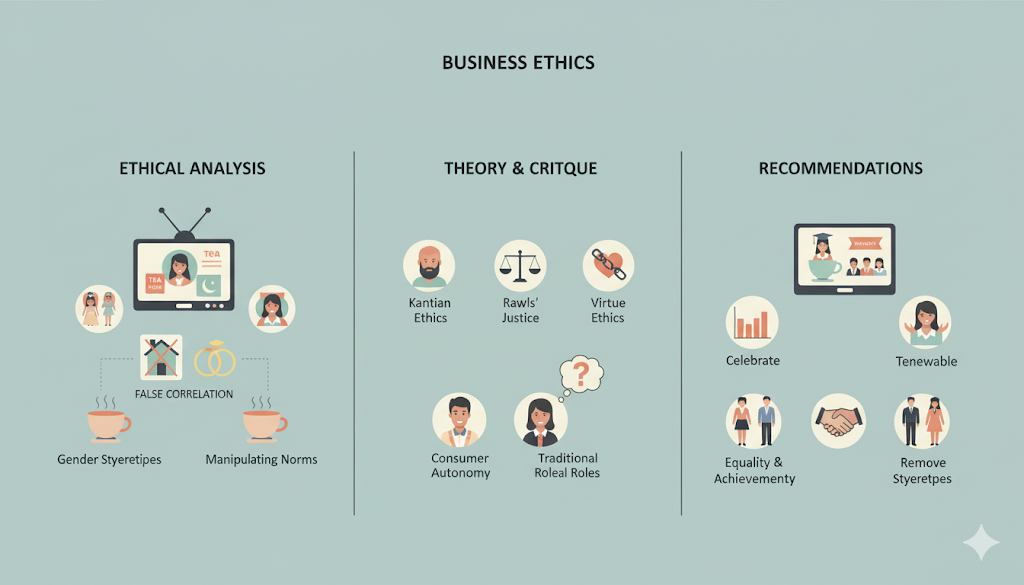 BUSINESS ETHICS
ETHICAL ANALYSIS
TEA
TEA
FALSE CORRELATION
Gender Styeretipes
Manipulating Norms
THEORY & CRITQUE
Kantian
Ethics
Rawls'
Justice
Virtue
Ethics
?
Consumer
Autonomy
Traditional
Roleal Roles
RECOMMENDATIONS
Celebrate
Tenewable
Equality &
Achievementy
Remove
Styeretpes